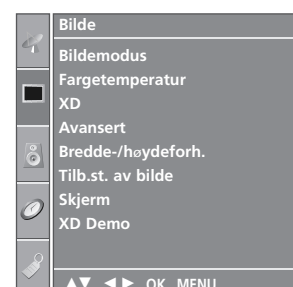 Bilde
Bildemodus
Fargetemperatur
XD
Avansert
Bredde-/høydeforh.
Tilb.st. av bilde
Skjerm
XD Demo
▲▼ ◄► OK MENU